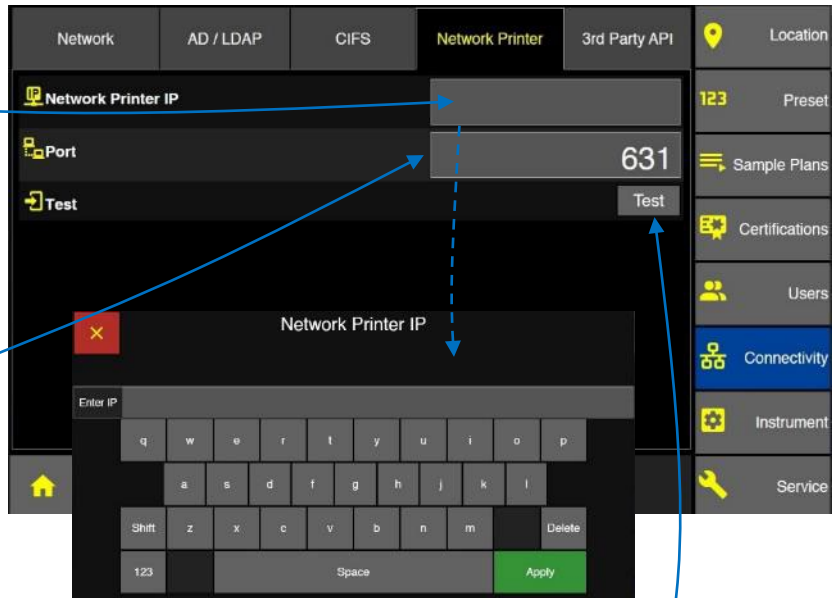 Network AD / LDAP CIFS Network Printer 3rd Party API
Network Printer IP
Port 631
Test Test
Location
123 Preset
Sample Plans
Certifications
Users
Connectivity
Instrument
Service
Network Printer IP
Enter IP
q w e r t y u i o p
a s d f g h j k l
Shift z x c v b n m Delete
123 Space Apply